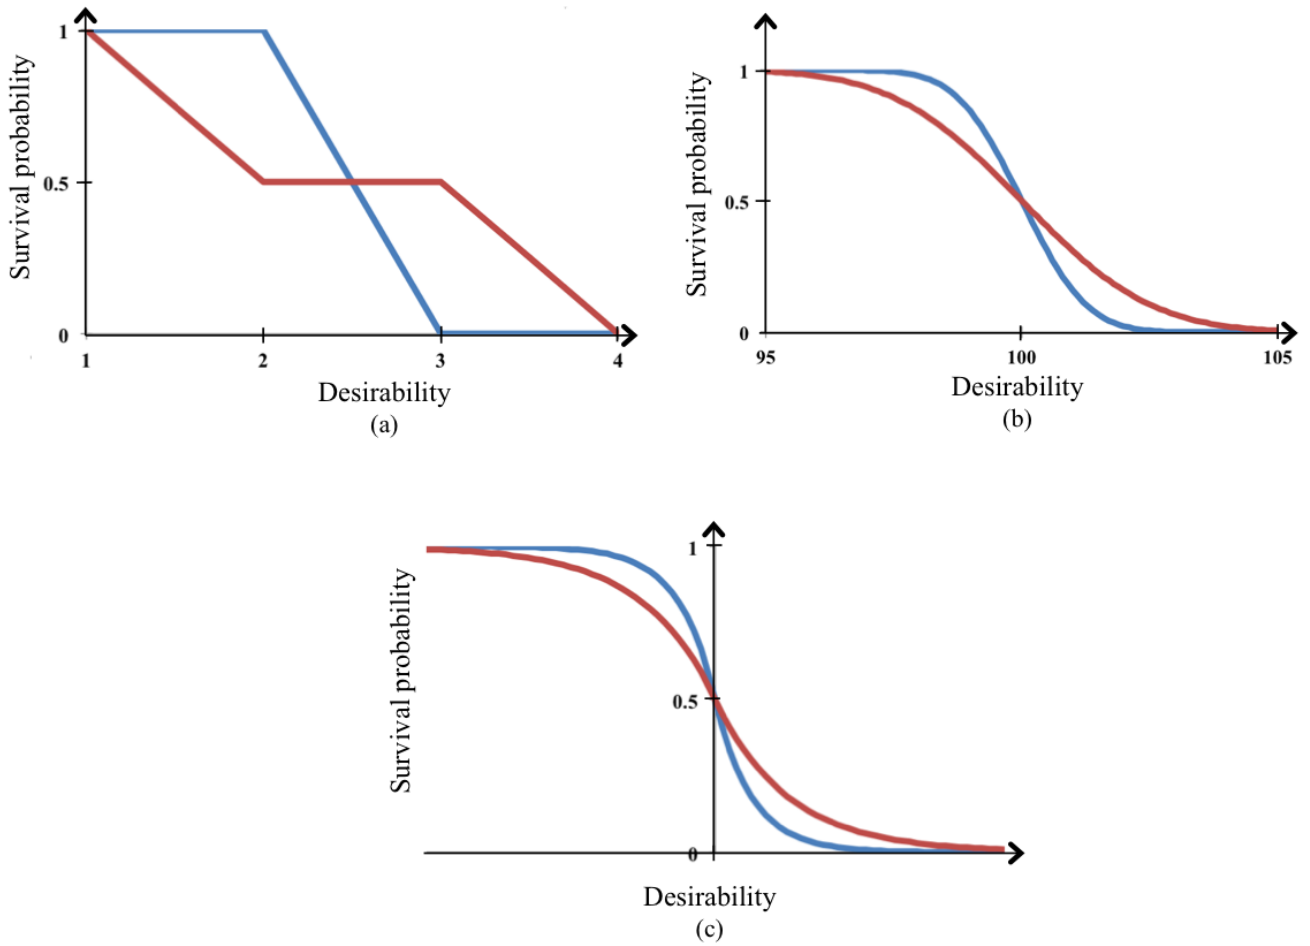 Survival probability
1
0.5
0
1 2 3 4
Desirability
(a)
Survival probability
1
0.5
0
95 100 105
Desirability
(b)
Survival probability
1
0.5
0
Desirability
(c)